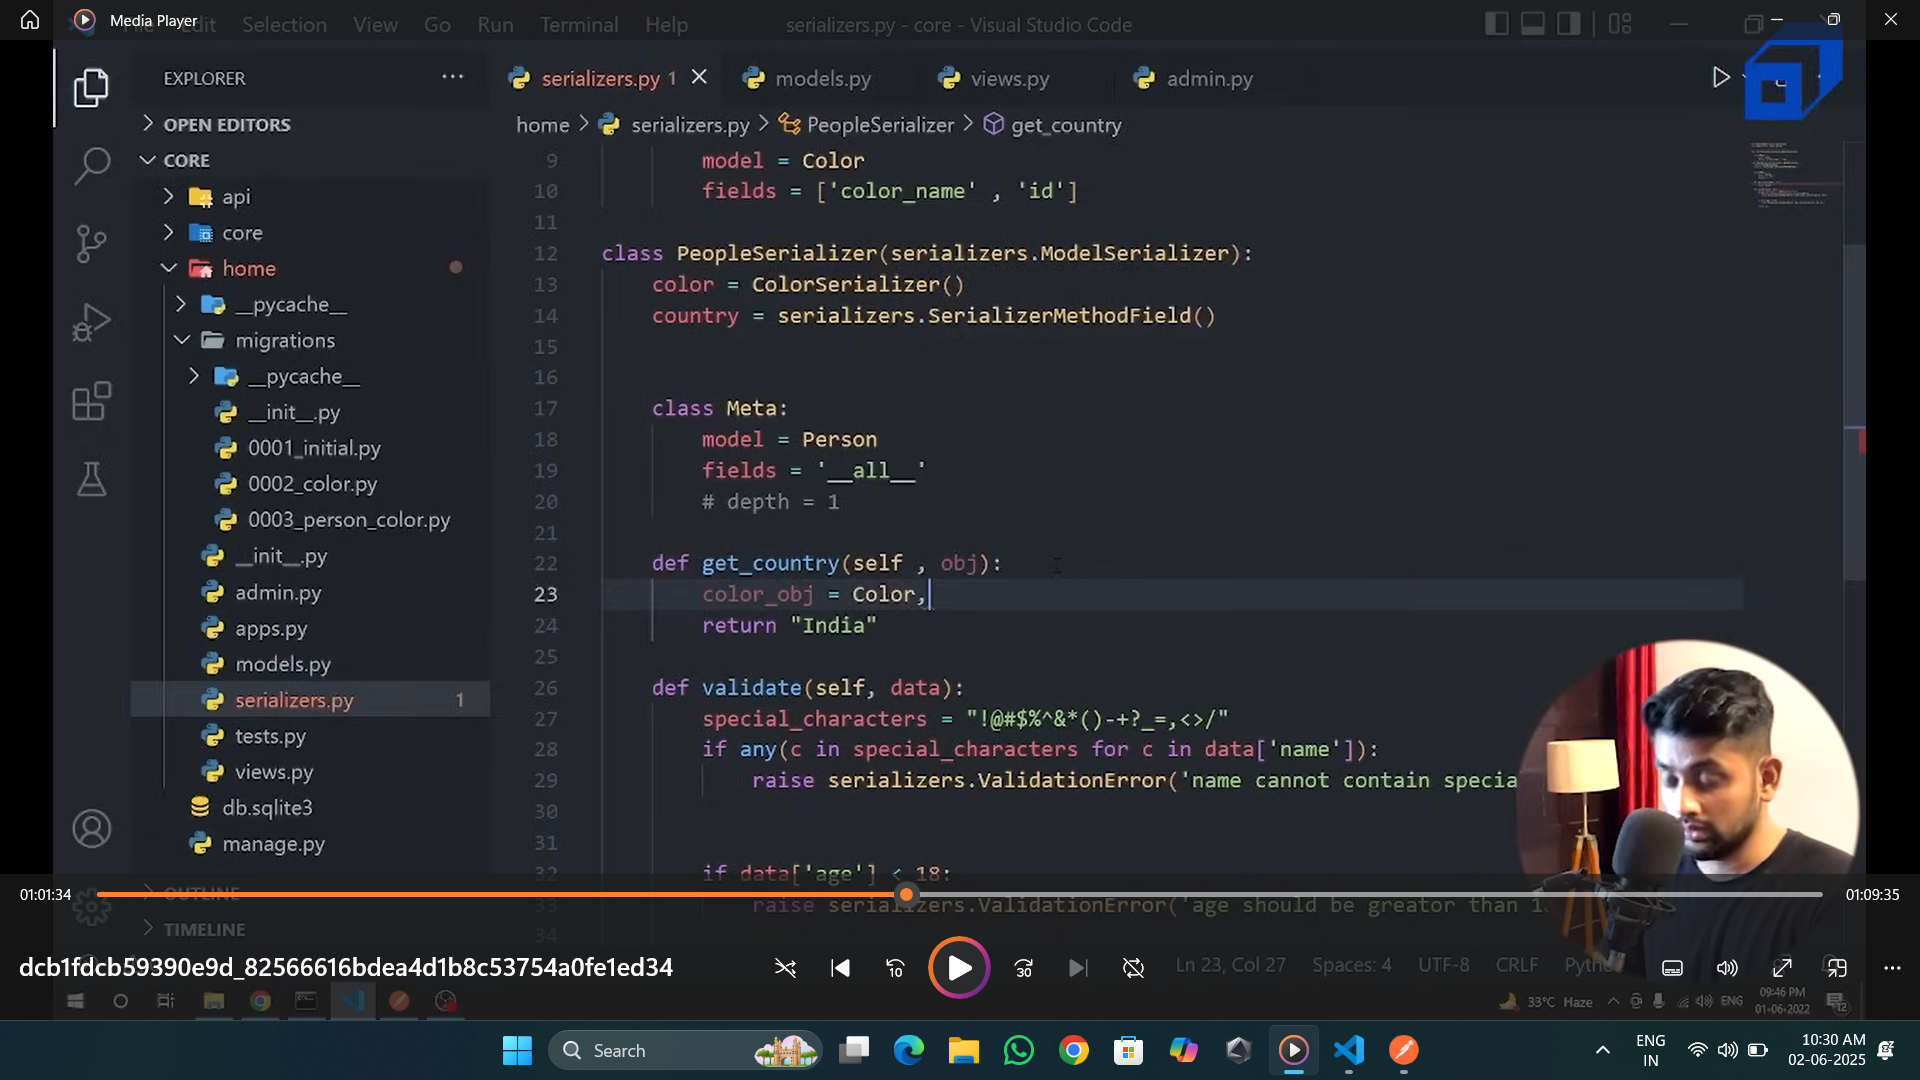 Media Player
Edit Selection View Go Run Terminal Help
serializers.py - core - Visual Studio Code
EXPLORER
serializers.py 1
models.py
views.py
admin.py
OPEN EDITORS
home > serializers.py > PeopleSerializer > get_country
CORE
api
core
home
__pycache__
migrations
__pycache__
__init__.py
0001_initial.py
0002_color.py
0003_person_color.py
__init__.py
admin.py
apps.py
models.py
serializers.py 1
tests.py
views.py
db.sqlite3
manage.py
OUTLINE
TIMELINE
9 model = Color
10 fields = ['color_name' , 'id']
11
12 class PeopleSerializer(serializers.ModelSerializer):
13 color = ColorSerializer()
14 country = serializers.SerializerMethodField()
15
16
17 class Meta:
18 model = Person
19 fields = '__all__'
20 # depth = 1
21
22 def get_country(self , obj):
23 color_obj = Color,
24 return "India"
25
26 def validate(self, data):
27 special_characters = "!@#$%^&*()-+?_=,<>/"
28 if any(c in special_characters for c in data['name']):
29 raise serializers.ValidationError('name cannot contain specia
30
31
32 if data['age'] < 18:
33 raise serializers.ValidationError('age should be greator than 1
34
01:01:34
01:09:35
dcb1fdcb59390e9d_82566616bdea4d1b8c53754a0fe1ed34
10
30
Ln 23, Col 27 Spaces: 4 UTF-8 CRLF
33°C Haze
ENG
09:46 PM
01-06-2022
Search
ENG
IN
10:30 AM
02-06-2025